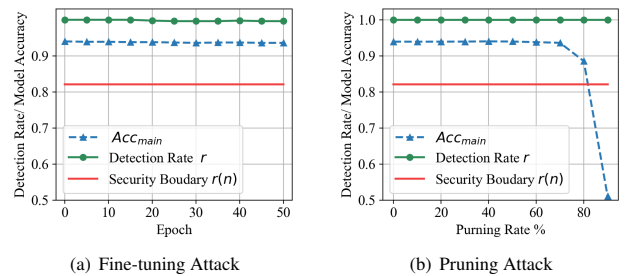 Detection Rate/ Model Accuracy
0.9
0.8
0.7
0.6
0.5
Acc_main
Detection Rate r
Security Boudary r(n)
0 10 20 30 40 50
Epoch
(a) Fine-tuning Attack
Detection Rate/ Model Accuracy
1.0
0.9
0.8
0.7
0.6
0.5
Acc_main
Detection Rate r
Security Boudary r(n)
0 20 40 60 80
Purning Rate %
(b) Pruning Attack